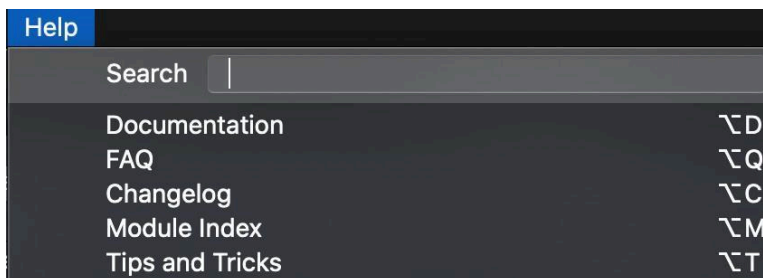 Help
Search
Documentation ⌥D
FAQ ⌥Q
Changelog ⌥C
Module Index ⌥M
Tips and Tricks ⌥T